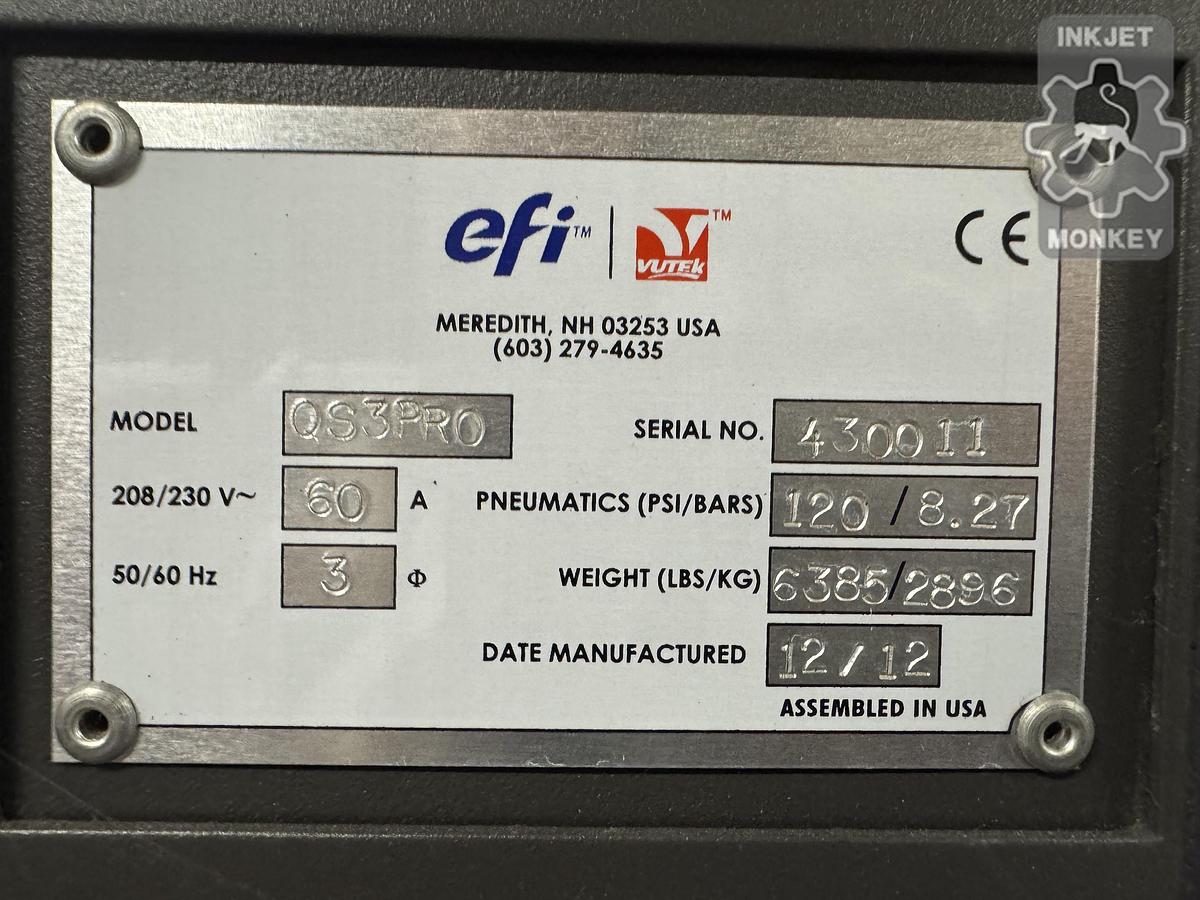 INKJET
MONKEY
efi™ | VUTEk™
CE
MEREDITH, NH 03253 USA
(603) 279-4635
MODEL QS3PRO SERIAL NO. 430011
208/230 V~ 60 A PNEUMATICS (PSI/BARS) 120 / 8.27
50/60 Hz 3 Φ WEIGHT (LBS/KG) 6385/2896
DATE MANUFACTURED 12/12
ASSEMBLED IN USA